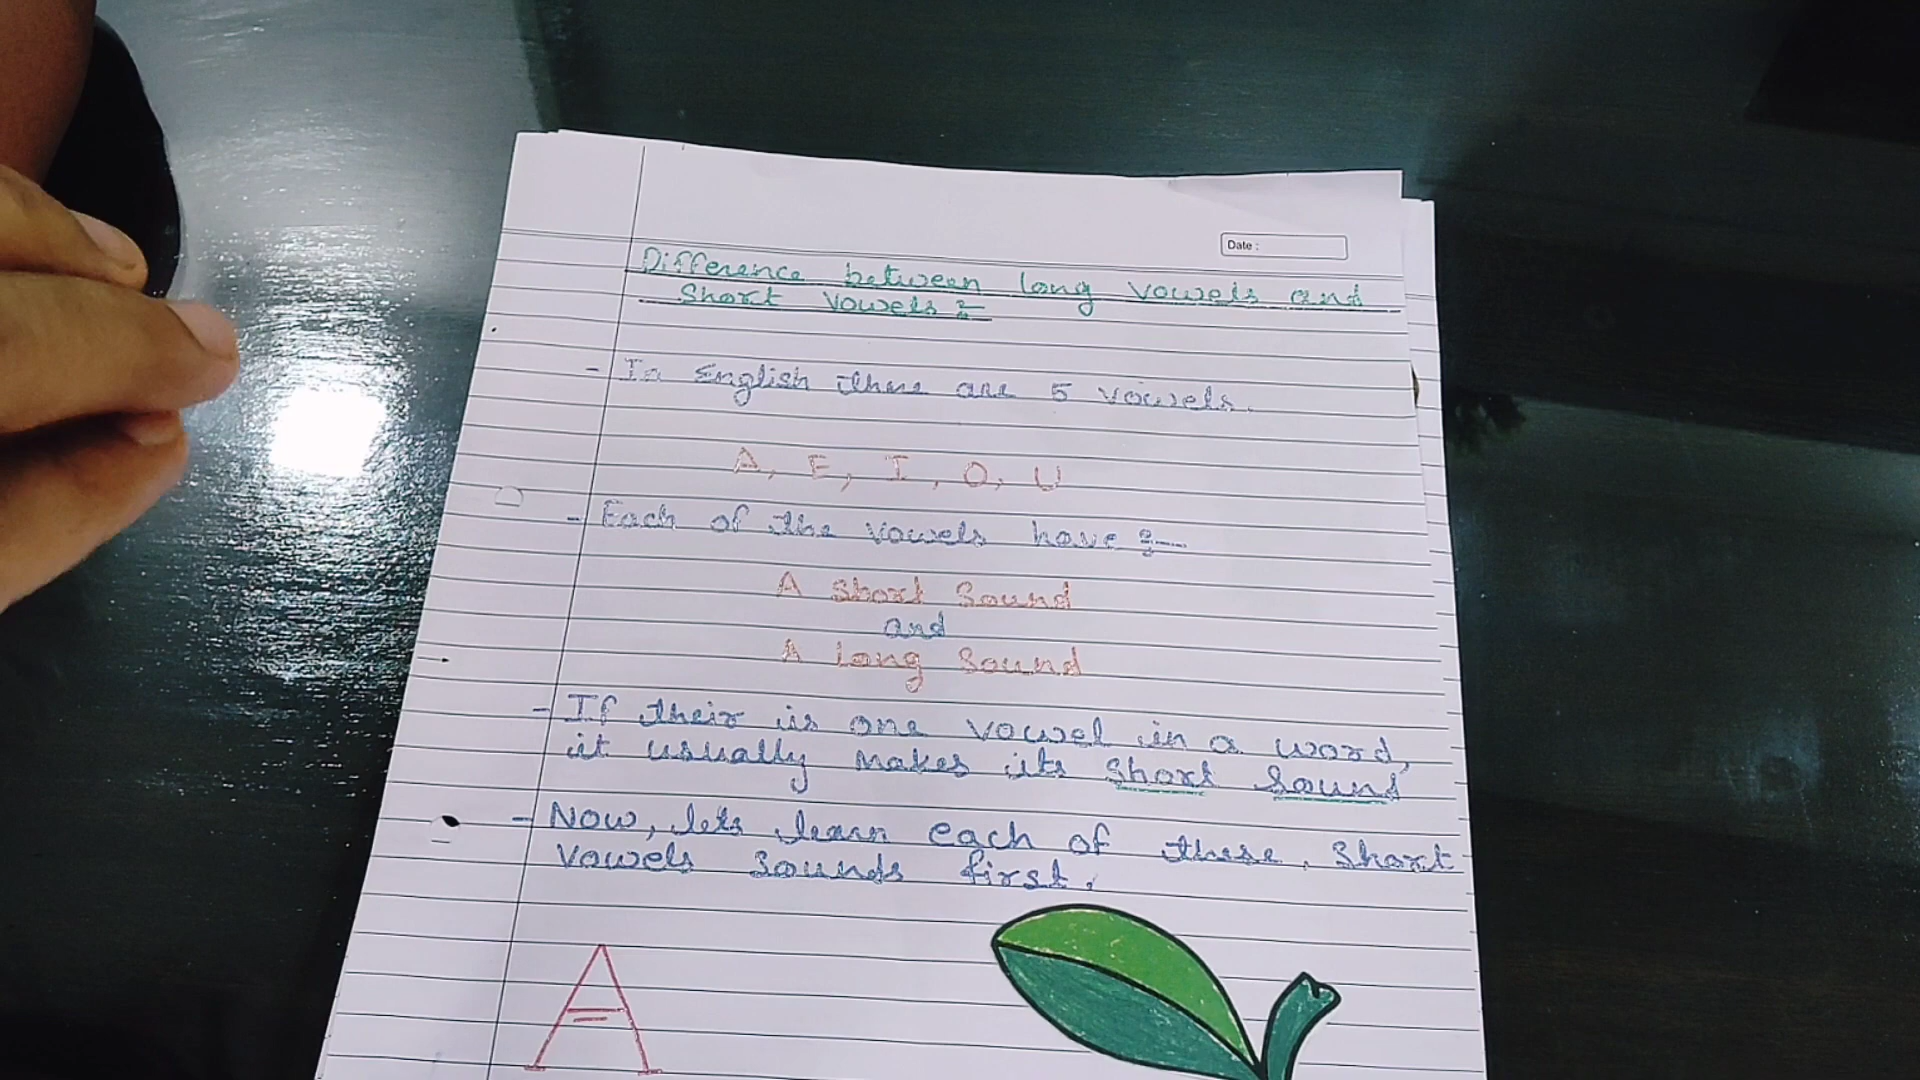 Date :
Difference between long vowels and
Short vowels :-
- In English there are 5 vowels.
A, E, I, O, U
- Each of the vowels have :-
A Short Sound
and
A long Sound
- If their is one vowel in a word,
it usually makes its Short Sound
- Now, lets learn each of these, Short
Vowels Sounds first.
A